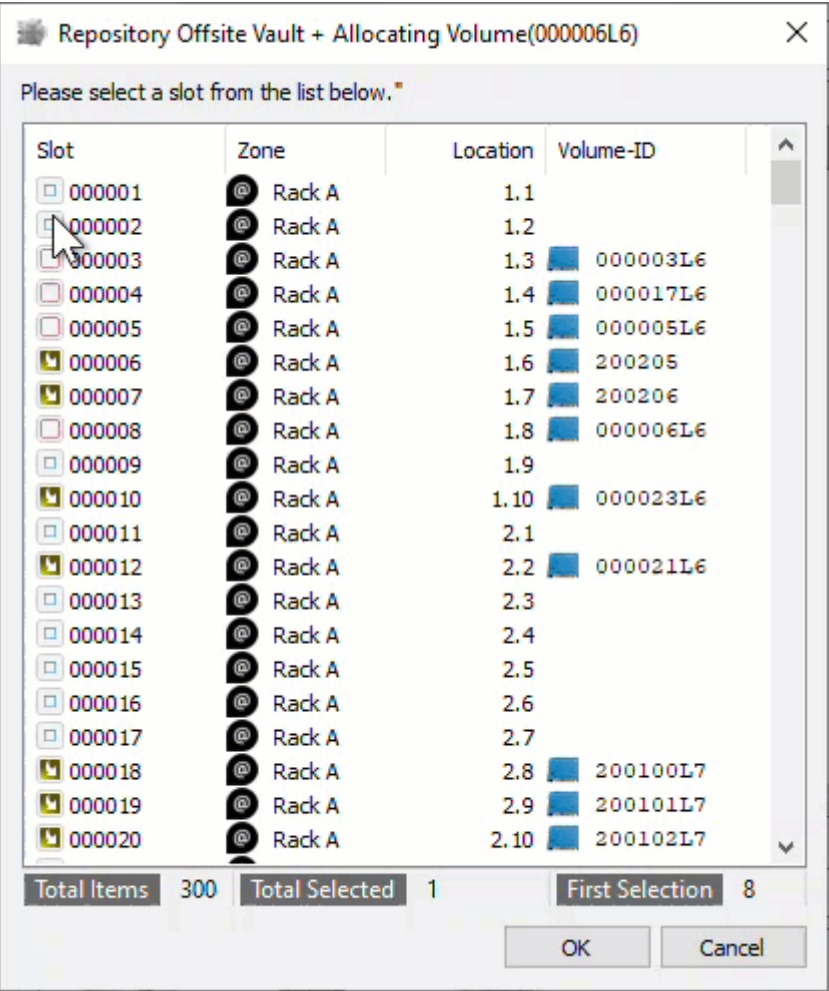 Repository Offsite Vault + Allocating Volume(000006L6)
Please select a slot from the list below."
Slot Zone Location Volume-ID
000001 @ Rack A 1.1
000002 @ Rack A 1.2
000003 @ Rack A 1.3 000003L6
000004 @ Rack A 1.4 000017L6
000005 @ Rack A 1.5 000005L6
000006 @ Rack A 1.6 200205
000007 @ Rack A 1.7 200206
000008 @ Rack A 1.8 000006L6
000009 @ Rack A 1.9
000010 @ Rack A 1.10 000023L6
000011 @ Rack A 2.1
000012 @ Rack A 2.2 000021L6
000013 @ Rack A 2.3
000014 @ Rack A 2.4
000015 @ Rack A 2.5
000016 @ Rack A 2.6
000017 @ Rack A 2.7
000018 @ Rack A 2.8 200100L7
000019 @ Rack A 2.9 200101L7
000020 @ Rack A 2.10 200102L7
Total Items 300 Total Selected 1 First Selection 8
OK Cancel